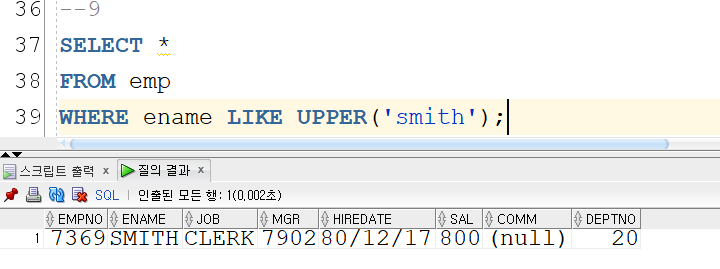 36 --9
37 SELECT *
38 FROM emp
39 WHERE ename LIKE UPPER('smith');
스크립트 출력 x 질의 결과 x
SQL | 인출된 모든 행: 1(0,002초)
EMPNO ENAME JOB MGR HIREDATE SAL COMM DEPTNO
1 7369 SMITH CLERK 7902 80/12/17 800 (null) 20